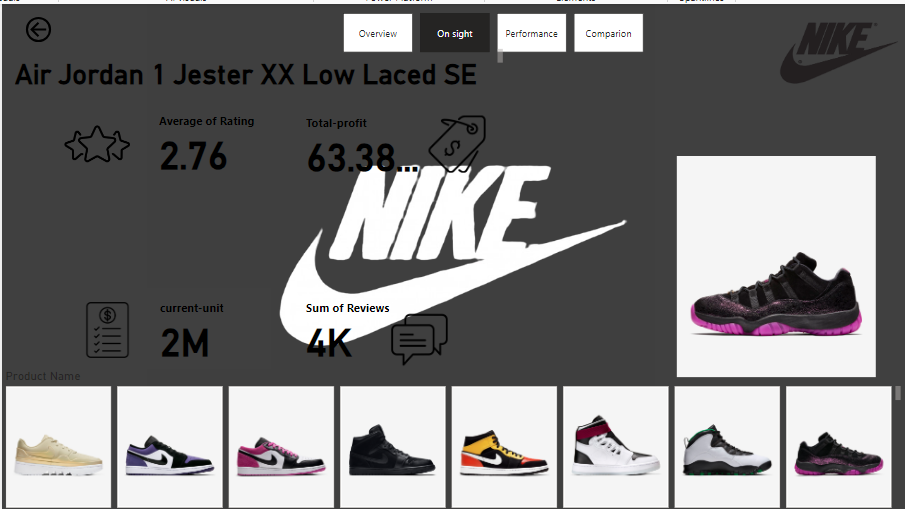 Overview
On sight
Performance
Comparion
NIKE
Air Jordan 1 Jester XX Low Laced SE
Average of Rating
2.76
Total-profit
63.38...
NIKE
current-unit
2M
Sum of Reviews
4K
Product Name